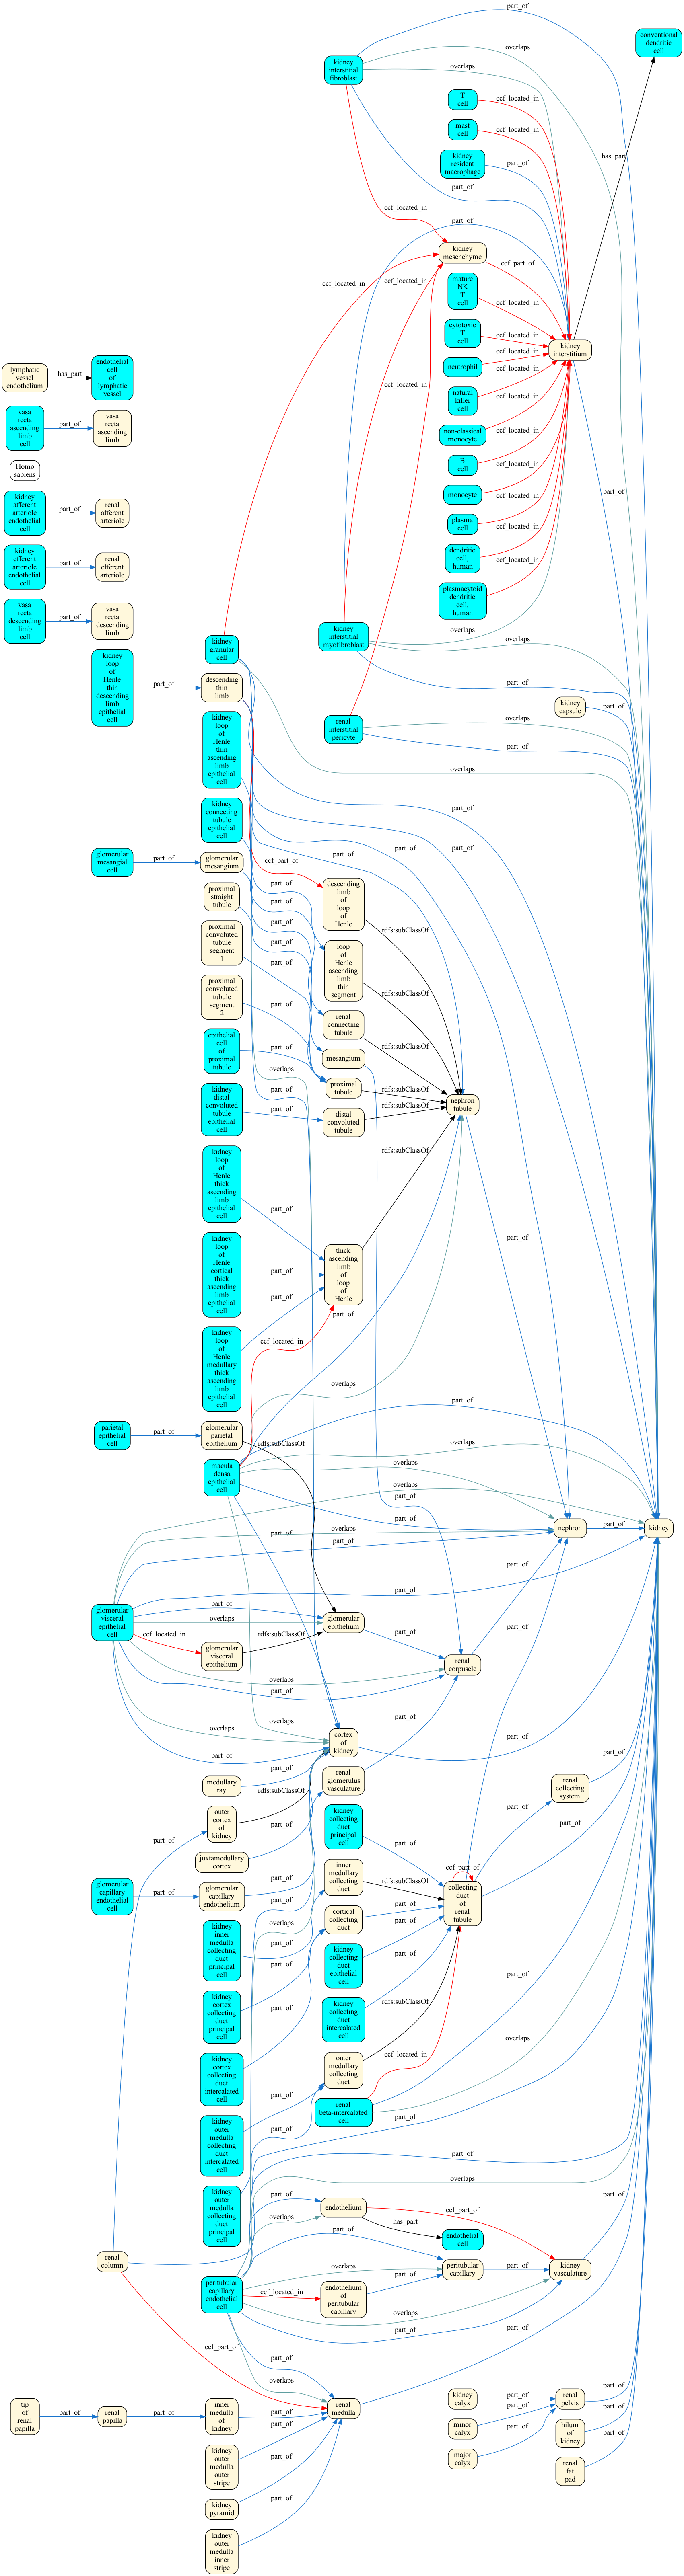 part_of
conventional
dendritic
cell
overlaps
kidney
interstitial
fibroblast
overlaps
T
cell
ccf_located_in
mast
cell
ccf_located_in
has_part
kidney
resident
macrophage
part_of
part_of
ccf_located_in
part_of
kidney
mesenchyme
ccf_part_of
ccf_located_in
ccf_located_in
mature
NK
T
cell
ccf_located_in
cytotoxic
T
cell
ccf_located_in
kidney
interstitium
lymphatic
vessel
endothelium
has_part
endothelial
cell
of
lymphatic
vessel
neutrophil
ccf_located_in
ccf_located_in
ccf_located_in
natural
killer
cell
ccf_located_in
vasa
recta
ascending
limb
cell
part_of
vasa
recta
ascending
limb
non-classical
monocyte
ccf_located_in
B
cell
ccf_located_in
Homo
sapiens
monocyte
ccf_located_in
part_of
kidney
afferent
arteriole
endothelial
cell
part_of
renal
afferent
arteriole
plasma
cell
ccf_located_in
kidney
efferent
arteriole
endothelial
cell
part_of
renal
efferent
arteriole
dendritic
cell,
human
ccf_located_in
plasmacytoid
dendritic
cell,
human
vasa
recta
descending
limb
cell
part_of
vasa
recta
descending
limb
kidney
granular
cell
kidney
interstitial
myofibroblast
overlaps
overlaps
kidney
loop
of
Henle
thin
descending
limb
epithelial
cell
part_of
descending
thin
limb
part_of
kidney
capsule
part_of
kidney
loop
of
Henle
thin
ascending
limb
epithelial
cell
renal
interstitial
pericyte
overlaps
part_of
overlaps
kidney
connecting
tubule
epithelial
cell
part_of
part_of
part_of
part_of
glomerular
mesangial
cell
part_of
glomerular
mesangium
ccf_part_of
part_of
descending
limb
of
loop
of
Henle
proximal
straight
tubule
part_of
part_of
rdfs:subClassOf
proximal
convoluted
tubule
segment
1
part_of
part_of
loop
of
Henle
ascending
limb
thin
segment
rdfs:subClassOf
proximal
convoluted
tubule
segment
2
part_of
renal
connecting
tubule
rdfs:subClassOf
epithelial
cell
of
proximal
tubule
part_of
overlaps
mesangium
proximal
tubule
rdfs:subClassOf
part_of
kidney
distal
convoluted
tubule
epithelial
cell
part_of
distal
convoluted
tubule
rdfs:subClassOf
nephron
tubule
kidney
loop
of
Henle
thick
ascending
limb
epithelial
cell
part_of
rdfs:subClassOf
kidney
loop
of
Henle
cortical
thick
ascending
limb
epithelial
cell
part_of
part_of
thick
ascending
limb
of
loop
of
Henle
part_of
part_of
kidney
loop
of
Henle
medullary
thick
ascending
limb
epithelial
cell
ccf_located_in
overlaps
parietal
epithelial
cell
part_of
glomerular
parietal
epithelium
rdfs:subClassOf
part_of
overlaps
macula
densa
epithelial
cell
overlaps
part_of
part_of
part_of
overlaps
nephron
part_of
kidney
part_of
glomerular
visceral
epithelial
cell
part_of
overlaps
ccf_located_in
rdfs:subClassOf
glomerular
visceral
epithelium
glomerular
epithelium
part_of
part_of
overlaps
part_of
renal
corpuscle
overlaps
overlaps
part_of
part_of
cortex
of
kidney
part_of
part_of
medullary
ray
part_of
rdfs:subClassOf
renal
glomerulus
vasculature
renal
collecting
system
part_of
outer
cortex
of
kidney
part_of
part_of
kidney
collecting
duct
principal
cell
part_of
part_of
part_of
juxtamedullary
cortex
inner
medullary
collecting
duct
rdfs:subClassOf
ccf_part_of
collecting
duct
of
renal
tubule
glomerular
capillary
endothelial
cell
part_of
glomerular
capillary
endothelium
part_of
part_of
overlaps
cortical
collecting
duct
part_of
part_of
kidney
inner
medulla
collecting
duct
principal
cell
part_of
part_of
kidney
collecting
duct
epithelial
cell
part_of
part_of
kidney
cortex
collecting
duct
principal
cell
part_of
kidney
collecting
duct
intercalated
cell
kidney
cortex
collecting
duct
intercalated
cell
rdfs:subClassOf
overlaps
outer
medullary
collecting
duct
ccf_located_in
part_of
kidney
outer
medulla
collecting
duct
intercalated
cell
part_of
renal
beta-intercalated
cell
part_of
kidney
outer
medulla
collecting
duct
principal
cell
part_of
overlaps
renal
column
part_of
overlaps
endothelium
ccf_part_of
has_part
endothelial
cell
part_of
overlaps
part_of
peritubular
capillary
part_of
kidney
vasculature
part_of
peritubular
capillary
endothelial
cell
ccf_located_in
endothelium
of
peritubular
capillary
overlaps
part_of
ccf_part_of
part_of
overlaps
part_of
tip
of
renal
papilla
part_of
renal
papilla
part_of
inner
medulla
of
kidney
part_of
part_of
renal
medulla
kidney
calyx
part_of
part_of
renal
pelvis
part_of
minor
calyx
part_of
hilum
of
kidney
part_of
part_of
kidney
outer
medulla
outer
stripe
part_of
major
calyx
renal
fat
pad
kidney
pyramid
part_of
kidney
outer
medulla
inner
stripe